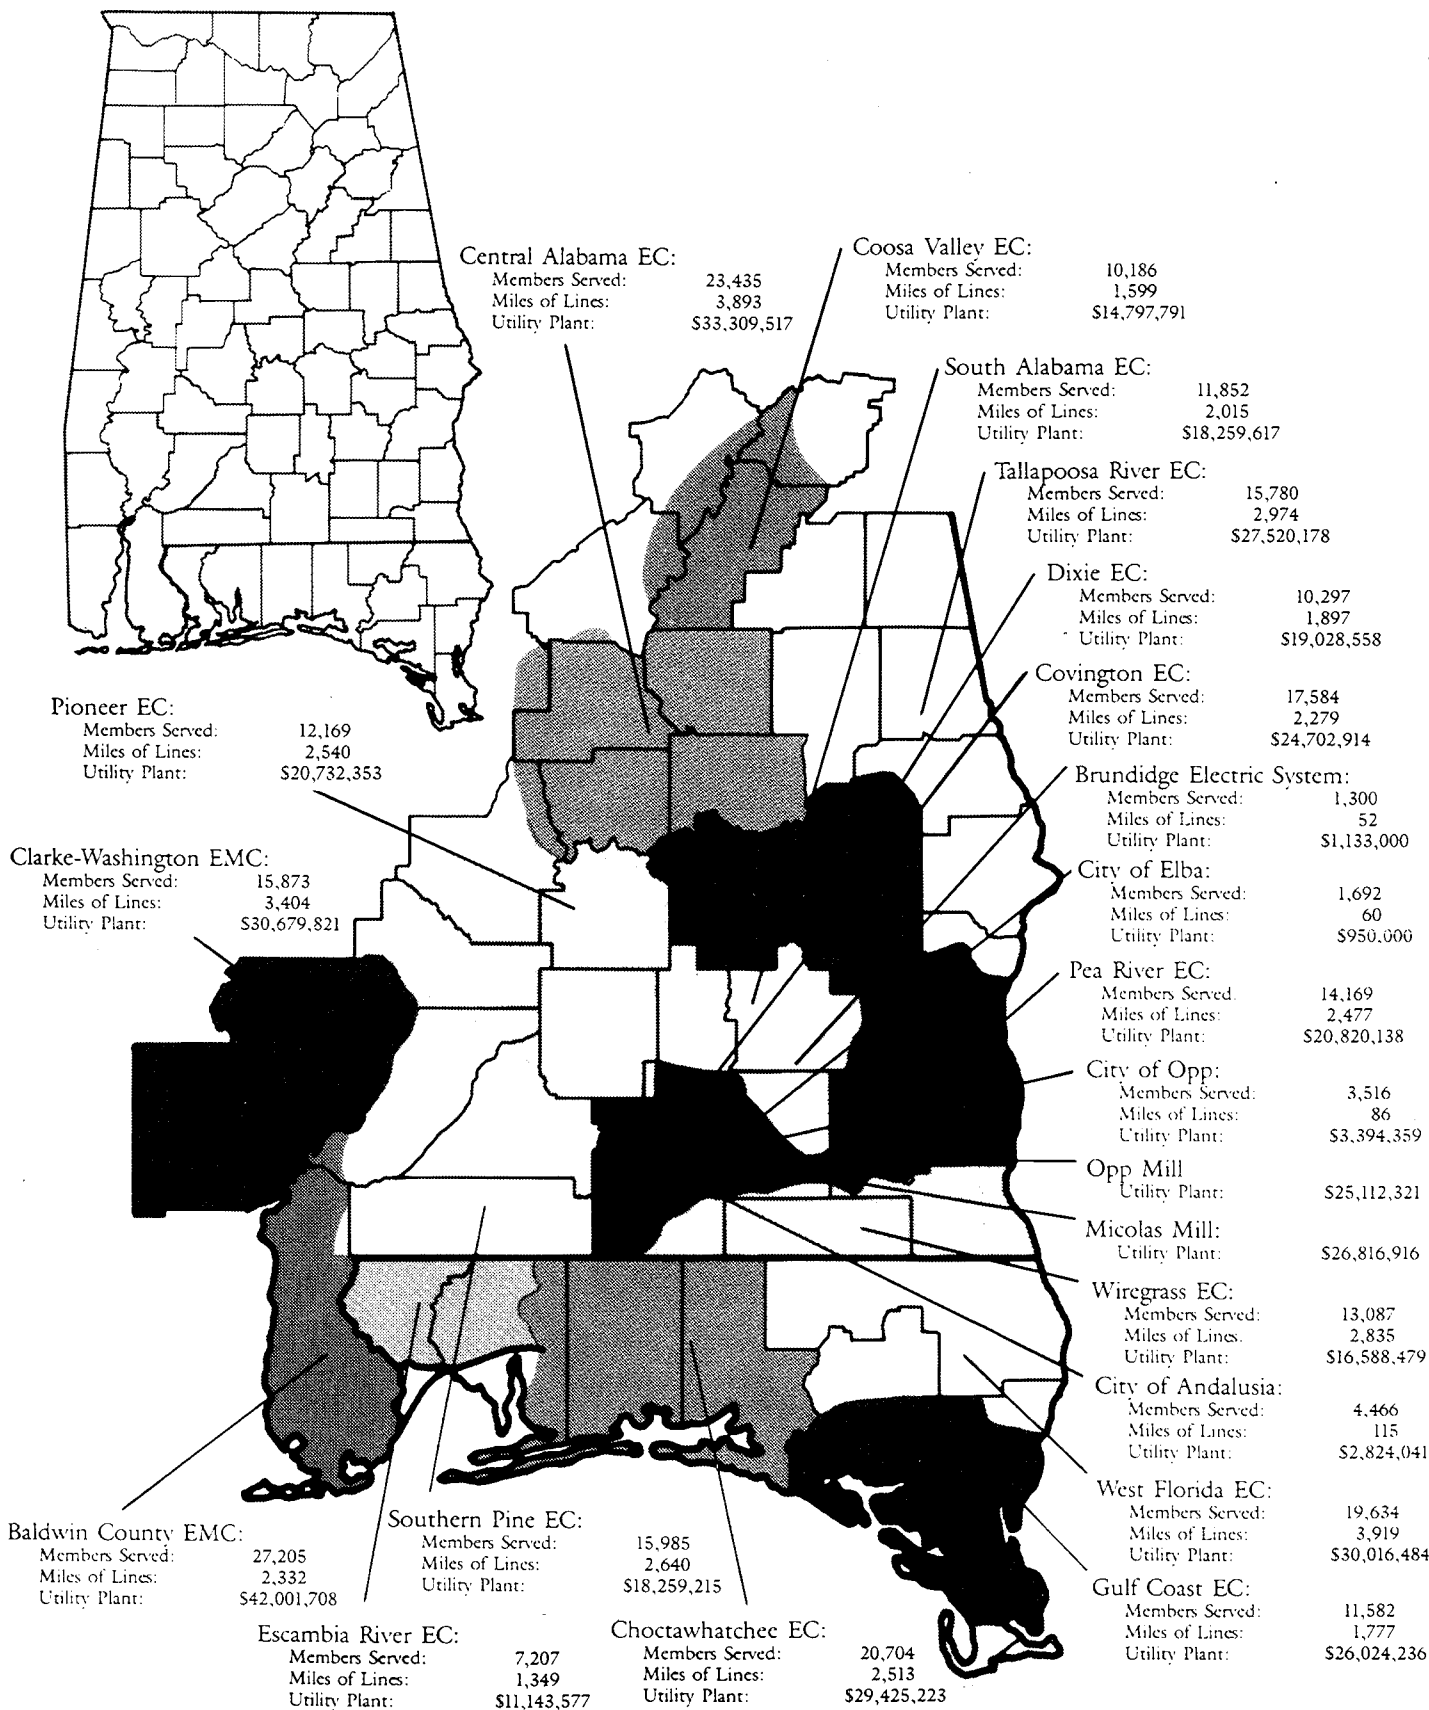 Central Alabama EC:
Members Served: 23,435
Miles of Lines: 3,893
Utility Plant: $33,309,517
Coosa Valley EC:
Members Served: 10,186
Miles of Lines: 1,599
Utility Plant: $14,797,791
South Alabama EC:
Members Served: 11,852
Miles of Lines: 2,015
Utility Plant: $18,259,617
Tallapoosa River EC:
Members Served: 15,780
Miles of Lines: 2,974
Utility Plant: $27,520,178
Dixie EC:
Members Served: 10,297
Miles of Lines: 1,897
Utility Plant: $19,028,558
Covington EC:
Members Served: 17,584
Miles of Lines: 2,279
Utility Plant: $24,702,914
Brundidge Electric System:
Members Served: 1,300
Miles of Lines: 52
Utility Plant: $1,133,000
City of Elba:
Members Served: 1,692
Miles of Lines: 60
Utility Plant: $950,000
Pea River EC:
Members Served. 14,169
Miles of Lines: 2,477
Utility Plant: $20,820,138
City of Opp:
Members Served: 3,516
Miles of Lines: 86
Utility Plant: $3,394,359
Opp Mill
Utility Plant: $25,112,321
Micolas Mill:
Utility Plant: $26,816,916
Wiregrass EC:
Members Served: 13,087
Miles of Lines. 2,835
Utility Plant: $16,588,479
City of Andalusia:
Members Served: 4,466
Miles of Lines: 115
Utility Plant: $2,824,041
West Florida EC:
Members Served: 19,634
Miles of Lines: 3,919
Utility Plant: $30,016,484
Gulf Coast EC:
Members Served: 11,582
Miles of Lines: 1,777
Utility Plant: $26,024,236
Pioneer EC:
Members Served: 12,169
Miles of Lines: 2,540
Utility Plant: $20,732,353
Clarke-Washington EMC:
Members Served: 15,873
Miles of Lines: 3,404
Utility Plant: $30,679,821
Baldwin County EMC:
Members Served: 27,205
Miles of Lines: 2,332
Utility Plant: $42,001,708
Southern Pine EC:
Members Served: 15,985
Miles of Lines: 2,640
Utility Plant: $18,259,215
Escambia River EC:
Members Served: 7,207
Miles of Lines: 1,349
Utility Plant: $11,143,577
Choctawhatchee EC:
Members Served: 20,704
Miles of Lines: 2,513
Utility Plant: $29,425,223